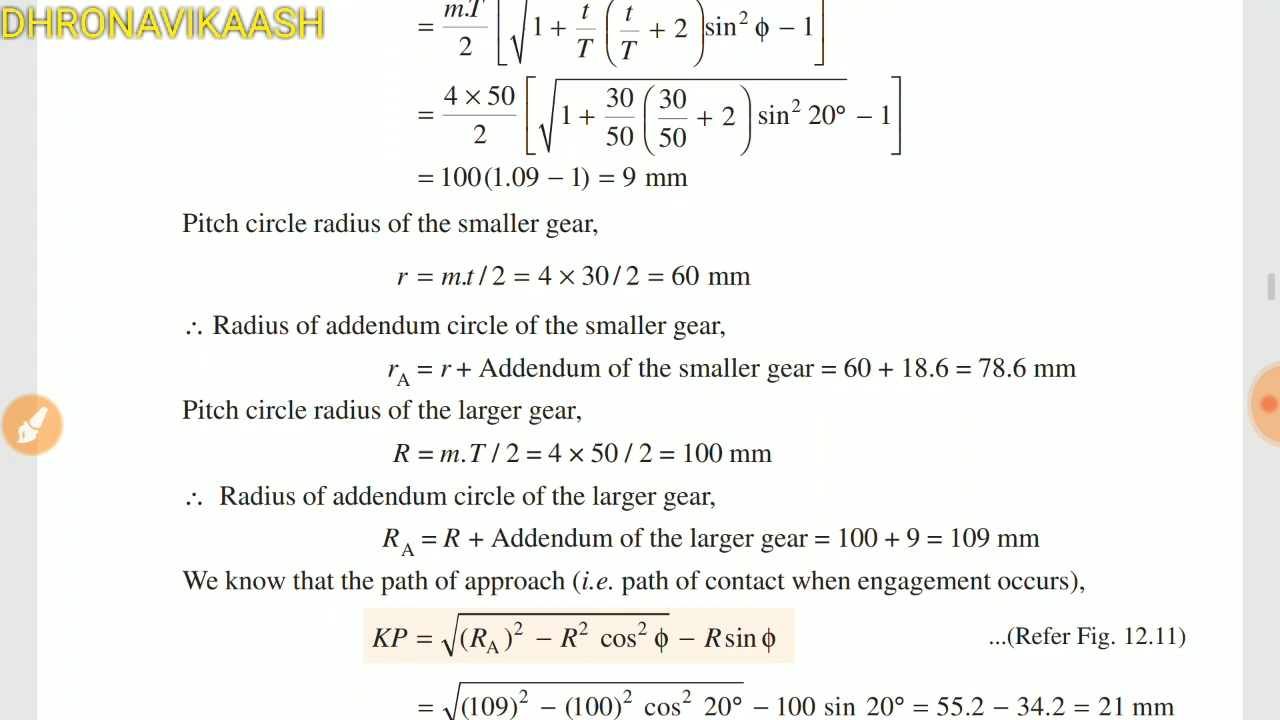 DHRONAVIKAASH
= m.T/2 [√(1 + t/T (t/T + 2) sin² ϕ) − 1]
= 4 × 50/2 [√(1 + 30/50 (30/50 + 2) sin² 20°) − 1]
= 100(1.09 − 1) = 9 mm
Pitch circle radius of the smaller gear,
r = m.t / 2 = 4 × 30 / 2 = 60 mm
∴ Radius of addendum circle of the smaller gear,
r_A = r + Addendum of the smaller gear = 60 + 18.6 = 78.6 mm
Pitch circle radius of the larger gear,
R = m.T / 2 = 4 × 50 / 2 = 100 mm
∴ Radius of addendum circle of the larger gear,
R_A = R + Addendum of the larger gear = 100 + 9 = 109 mm
We know that the path of approach (i.e. path of contact when engagement occurs),
KP = √((R_A)² − R² cos² ϕ) − R sin ϕ ...(Refer Fig. 12.11)
= √((109)² − (100)² cos² 20°) − 100 sin 20° = 55.2 − 34.2 = 21 mm